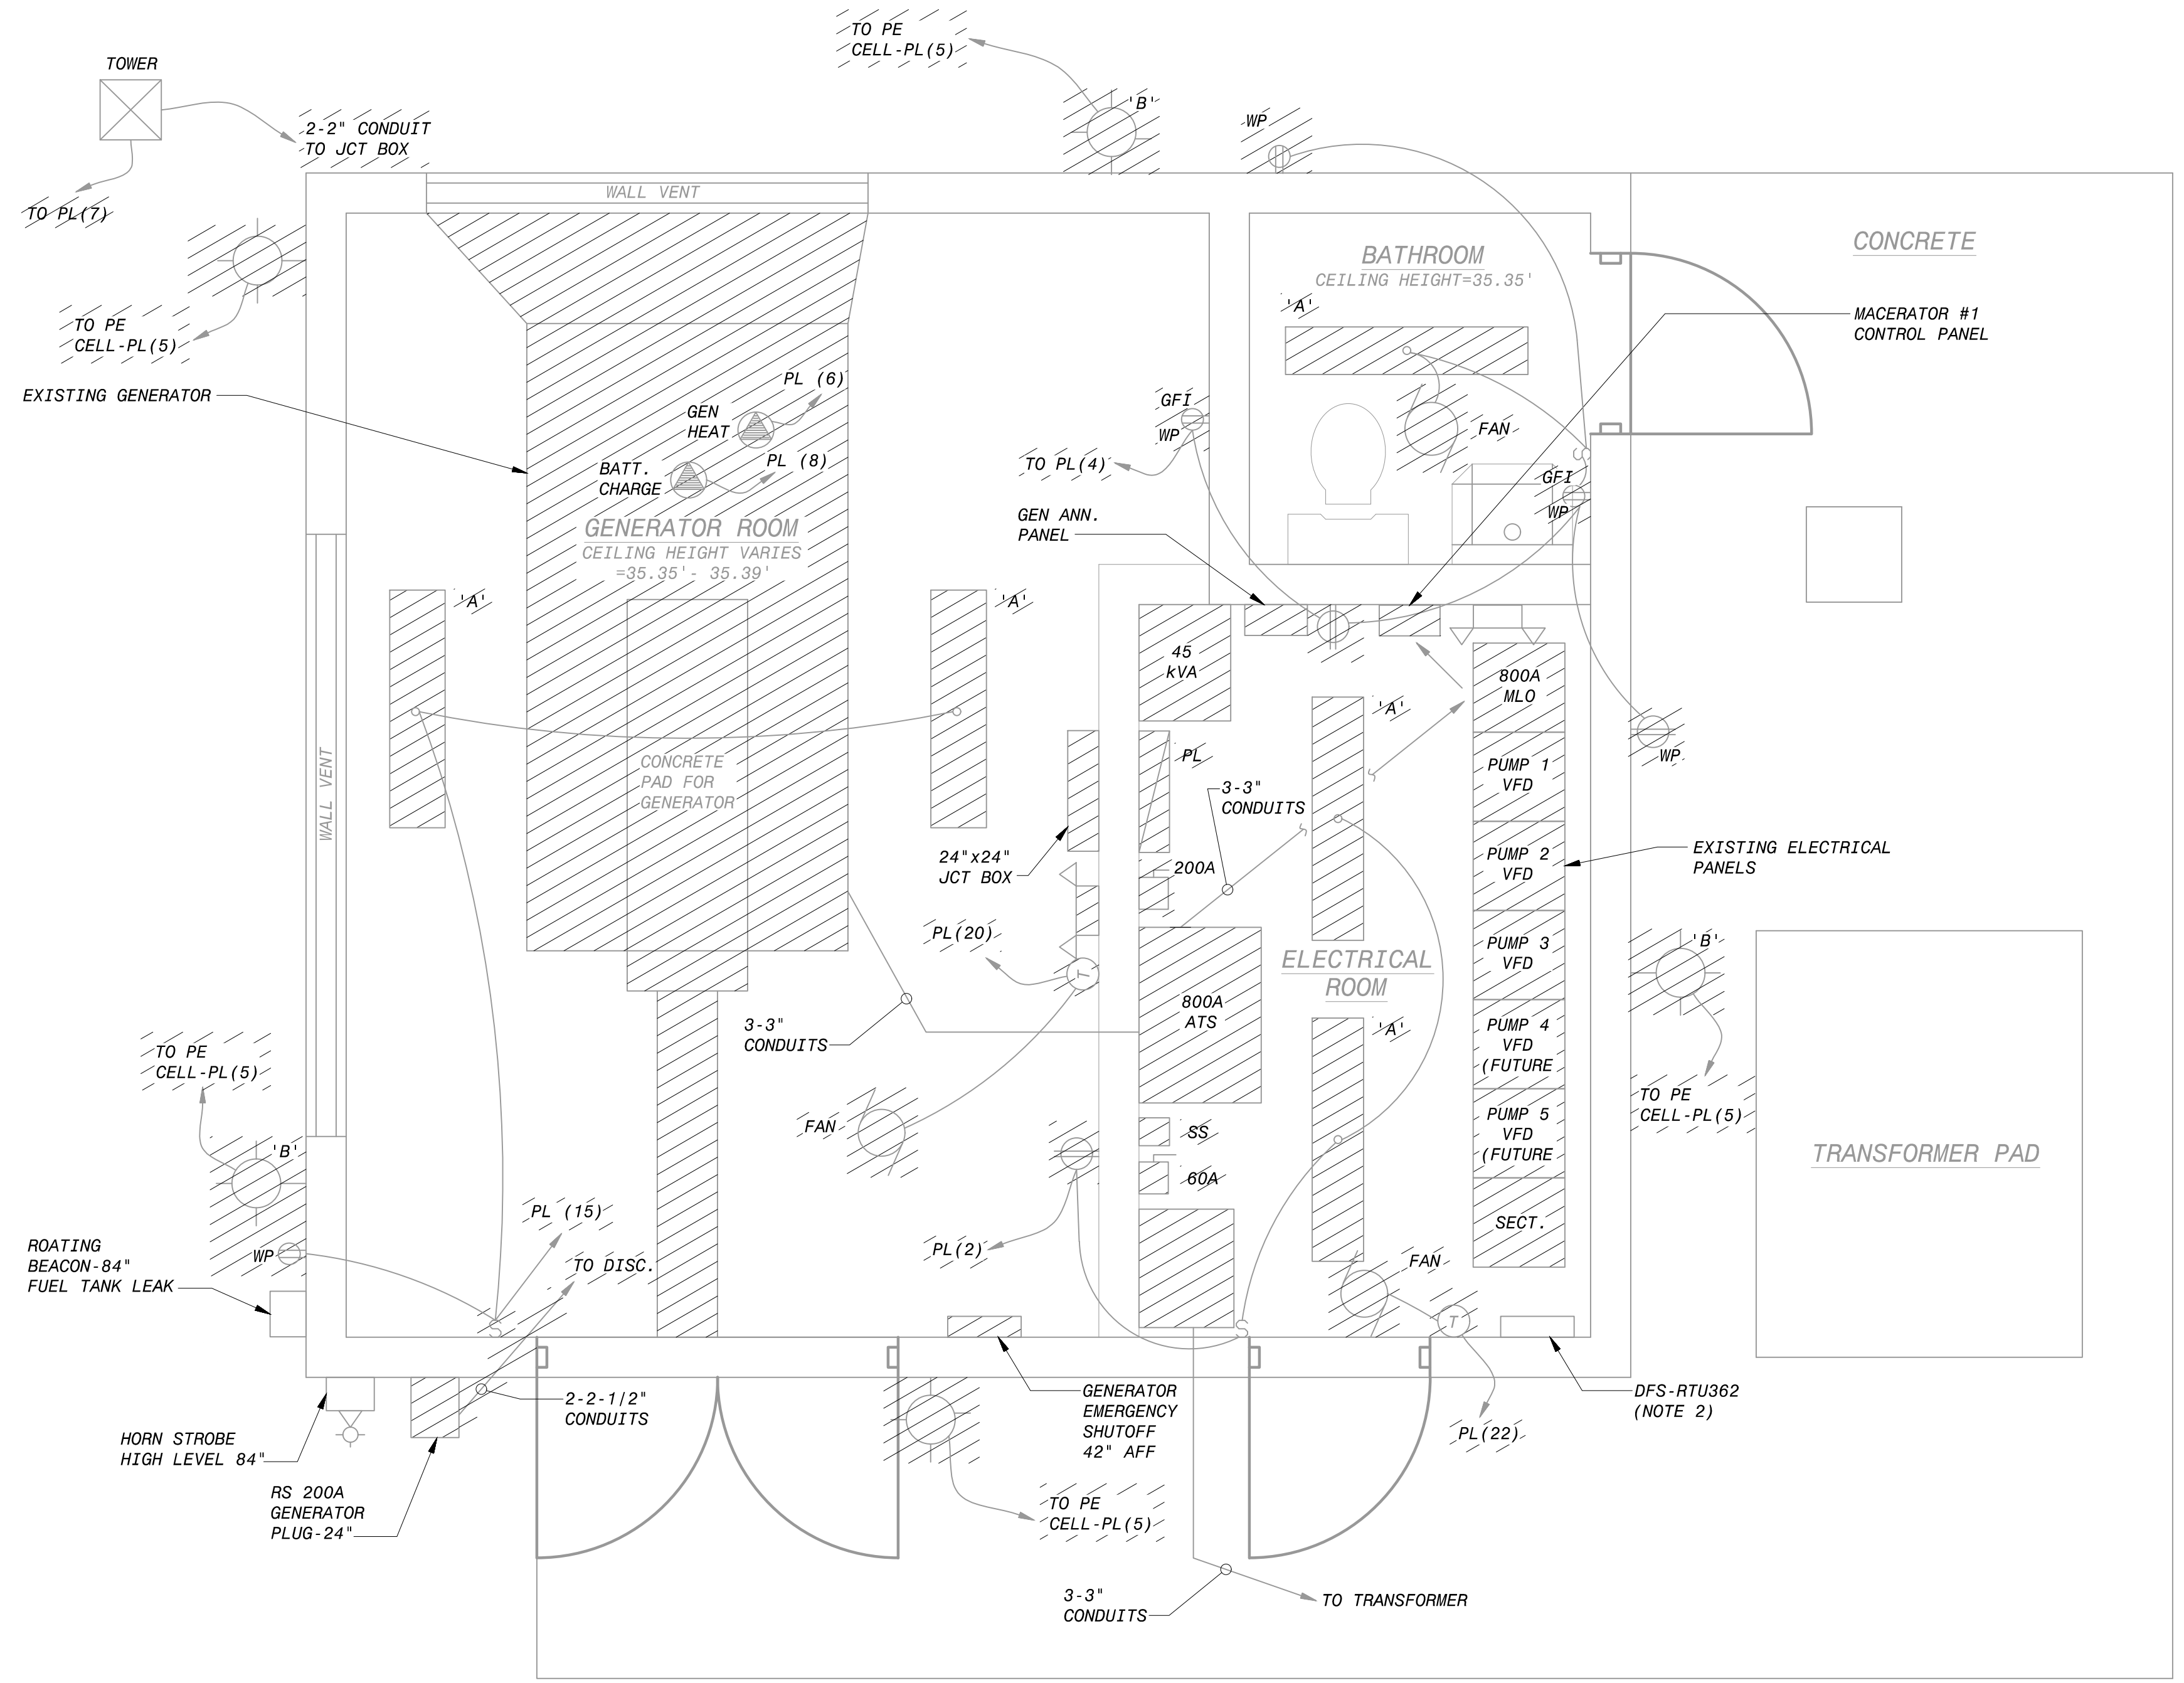 TO PE
CELL-PL(5)
TOWER
'B'
WP
2-2" CONDUIT
TO JCT BOX
WALL VENT
TO PL(7)
CONCRETE
BATHROOM
CEILING HEIGHT=35.35'
'A'
MACERATOR #1
CONTROL PANEL
TO PE
CELL-PL(5)
EXISTING GENERATOR
PL (6)
GEN
HEAT
GFI
WP
FAN
BATT.
CHARGE
PL (8)
TO PL(4)
GFI
WP
GEN ANN.
PANEL
GENERATOR ROOM
CEILING HEIGHT VARIES
=35.35'- 35.39'
'A'
'A'
45
kVA
800A
MLO
'A'
PL
WP
CONCRETE
PAD FOR
GENERATOR
PUMP 1
VFD
3-3"
CONDUITS
WALL VENT
24"x24"
JCT BOX
200A
PUMP 2
VFD
EXISTING ELECTRICAL
PANELS
PL(20)
PUMP 3
VFD
'B'
ELECTRICAL
ROOM
T
800A
ATS
3-3"
CONDUITS
'A'
PUMP 4
VFD
(FUTURE
TO PE
CELL-PL(5)
TO PE
CELL-PL(5)
FAN
SS
PUMP 5
VFD
(FUTURE
TRANSFORMER PAD
'B'
60A
PL (15)
SECT.
ROATING
BEACON-84"
FUEL TANK LEAK
WP
TO DISC.
PL(2)
FAN
T
2-2-1/2"
CONDUITS
GENERATOR
EMERGENCY
SHUTOFF
42" AFF
DFS-RTU362
(NOTE 2)
HORN STROBE
HIGH LEVEL 84"
PL(22)
RS 200A
GENERATOR
PLUG-24"
TO PE
CELL-PL(5)
3-3"
CONDUITS
TO TRANSFORMER